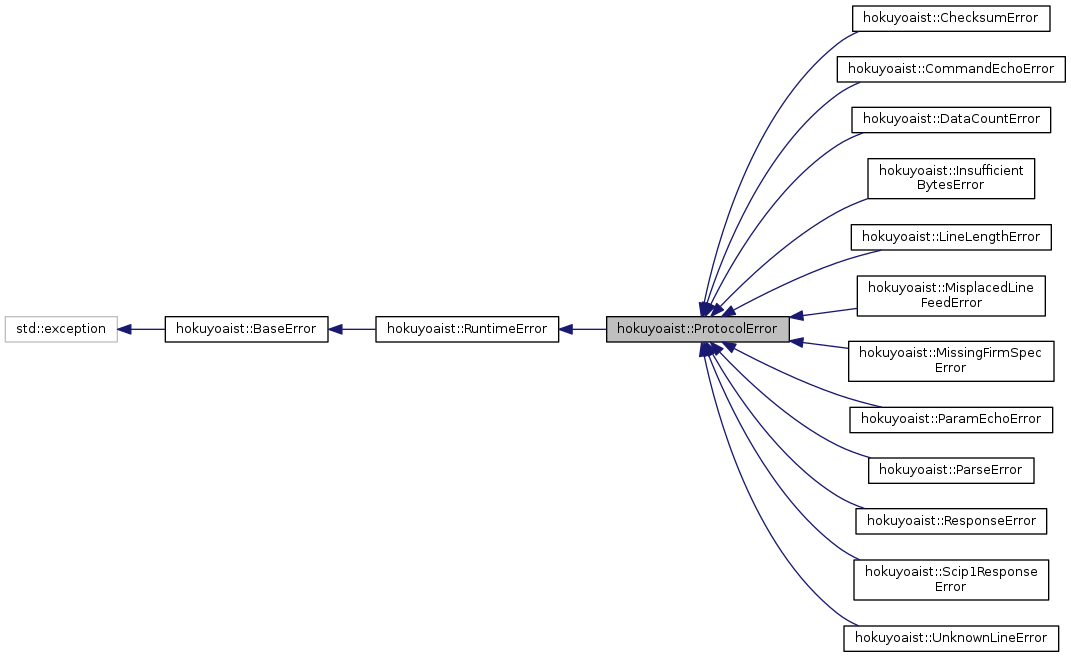 hokuyoaist::ChecksumError
hokuyoaist::CommandEchoError
hokuyoaist::DataCountError
hokuyoaist::Insufficient
BytesError
hokuyoaist::LineLengthError
hokuyoaist::MisplacedLine
FeedError
std::exception
hokuyoaist::BaseError
hokuyoaist::RuntimeError
hokuyoaist::ProtocolError
hokuyoaist::MissingFirmSpec
Error
hokuyoaist::ParamEchoError
hokuyoaist::ParseError
hokuyoaist::ResponseError
hokuyoaist::Scip1Response
Error
hokuyoaist::UnknownLineError